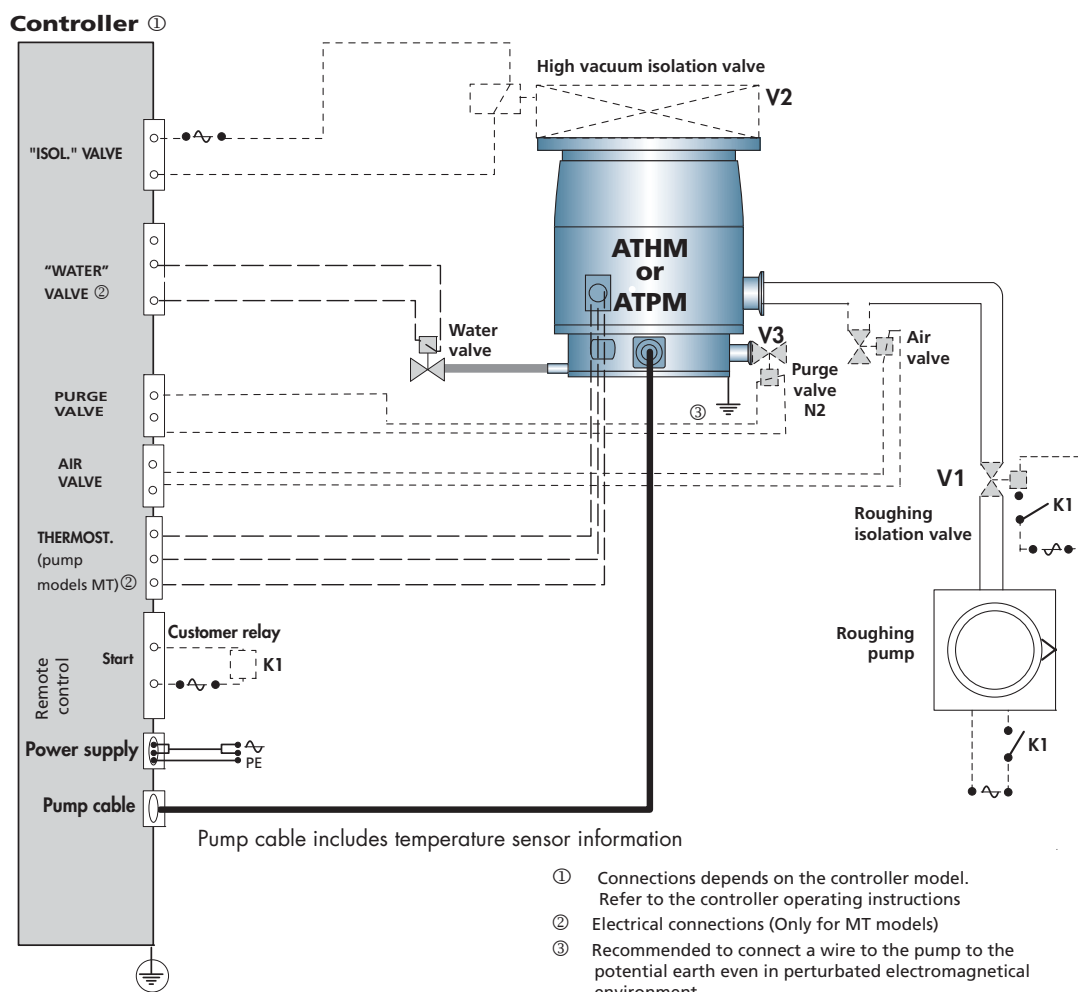 Controller ①
High vacuum isolation valve
V2
"ISOL." VALVE
ATHM
or
ATPM
“WATER”
VALVE ②
Water
valve
V3
Air
valve
Purge
valve
N2
③
PURGE
VALVE
AIR
VALVE
V1
K1
Roughing
isolation valve
THERMOST.
(pump
models MT)②
Customer relay
Start
K1
Remote
control
Roughing
pump
Power supply
PE
K1
Pump cable
Pump cable includes temperature sensor information
① Connections depends on the controller model.
Refer to the controller operating instructions
② Electrical connections (Only for MT models)
③ Recommended to connect a wire to the pump to the
potential earth even in perturbated electromagnetical
environment